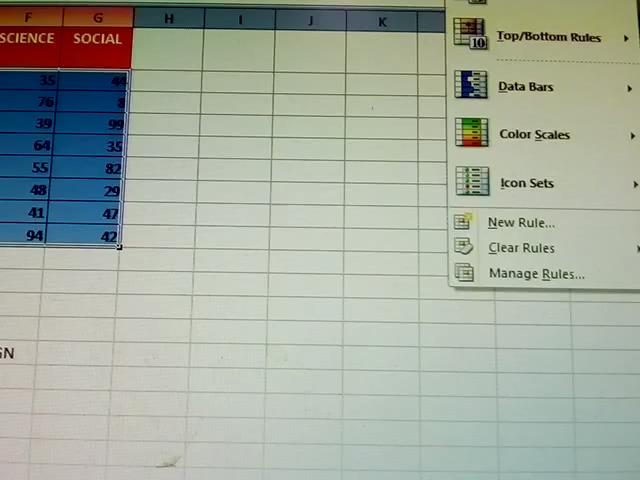 F G H I J K
SCIENCE SOCIAL
35 44
76 8
39 99
64 35
55 82
48 29
41 47
94 42
GN
10
Top/Bottom Rules
Data Bars
Color Scales
Icon Sets
New Rule...
Clear Rules
Manage Rules...